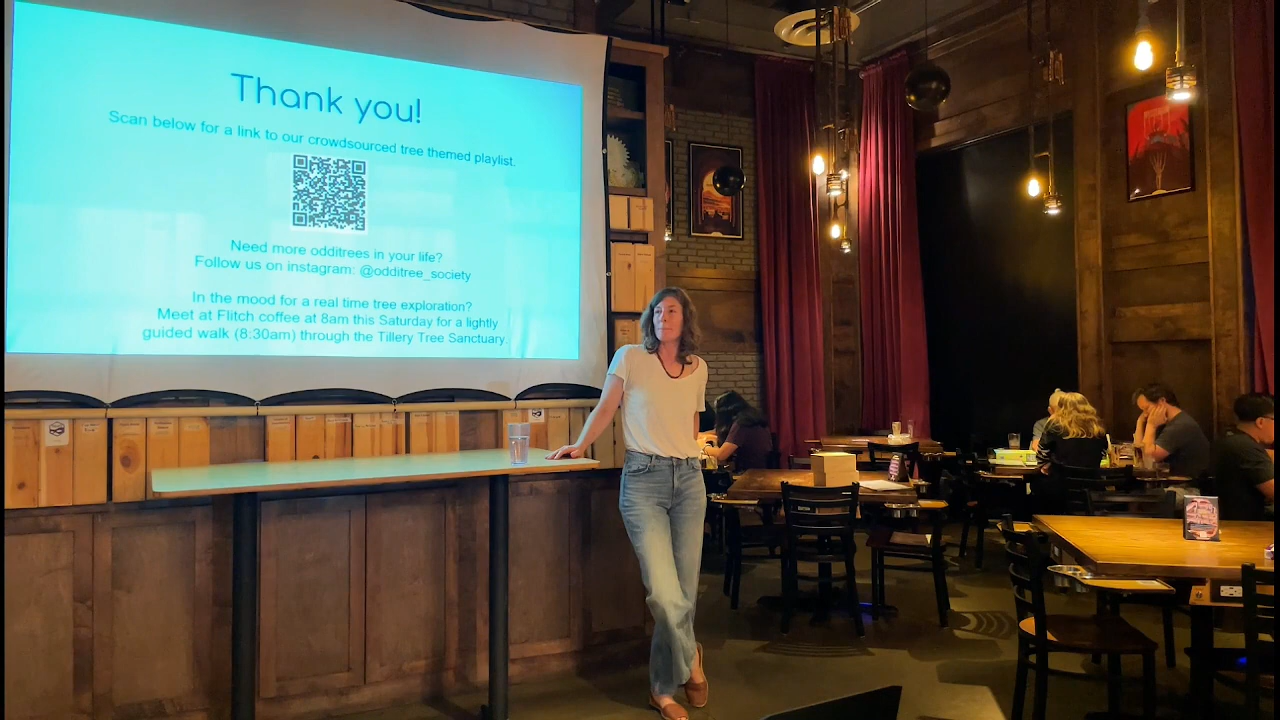 Thank you!
Scan below for a link to our crowdsourced tree themed playlist.
Need more odditrees in your life?
Follow us on instagram: @odditree_society
In the mood for a real time tree exploration?
Meet at Flitch coffee at 8am this Saturday for a lightly
guided walk (8:30am) through the Tillery Tree Sanctuary.